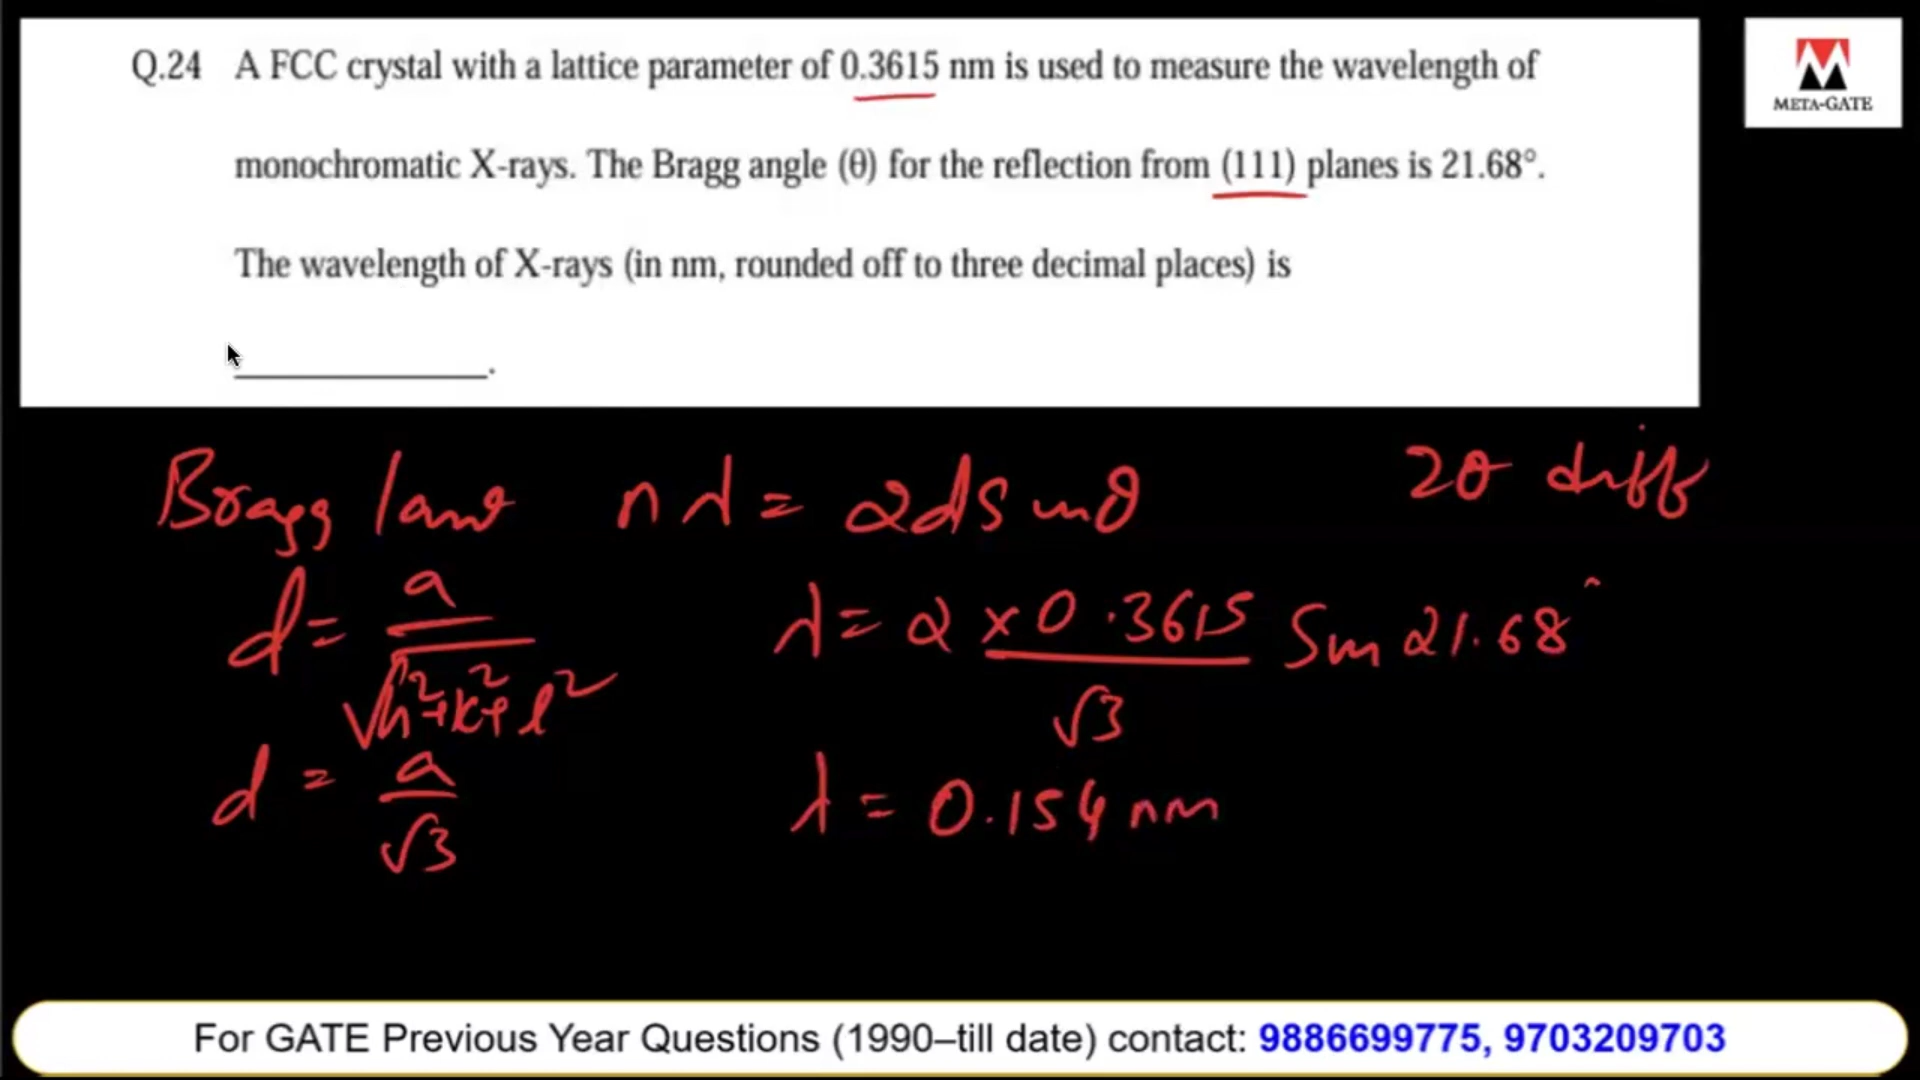 Q.24 A FCC crystal with a lattice parameter of 0.3615 nm is used to measure the wavelength of
monochromatic X-rays. The Bragg angle (θ) for the reflection from (111) planes is 21.68°.
The wavelength of X-rays (in nm, rounded off to three decimal places) is
____________.
META-GATE
Bragg law nλ = 2dsinθ
2θ diff
d = a/√h²+k²+l²
λ = 2 × 0.3615/√3 Sin 21.68°
d = a/√3
λ = 0.154 nm
For GATE Previous Year Questions (1990–till date) contact: 9886699775, 9703209703